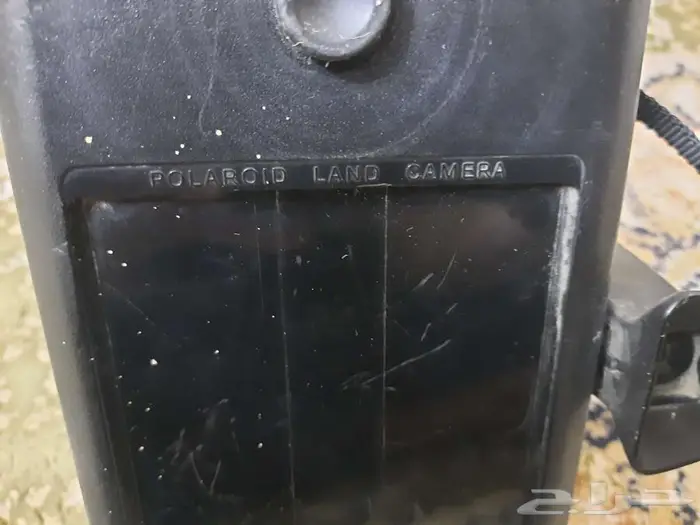 POLAROID LAND CAMERA
حراج